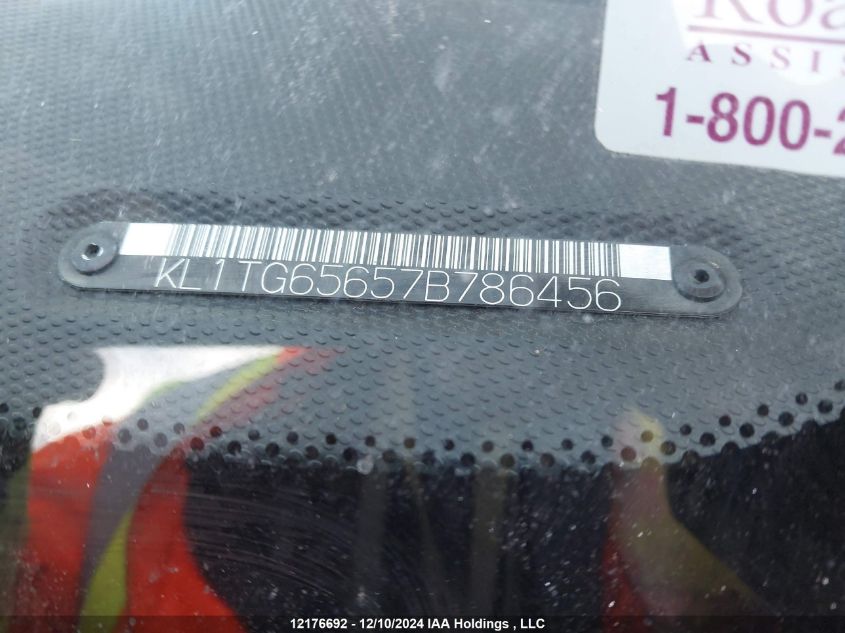 ASSIS
1-800-2
KL1TG65657B786456
12176692 - 12/10/2024 IAA Holdings , LLC